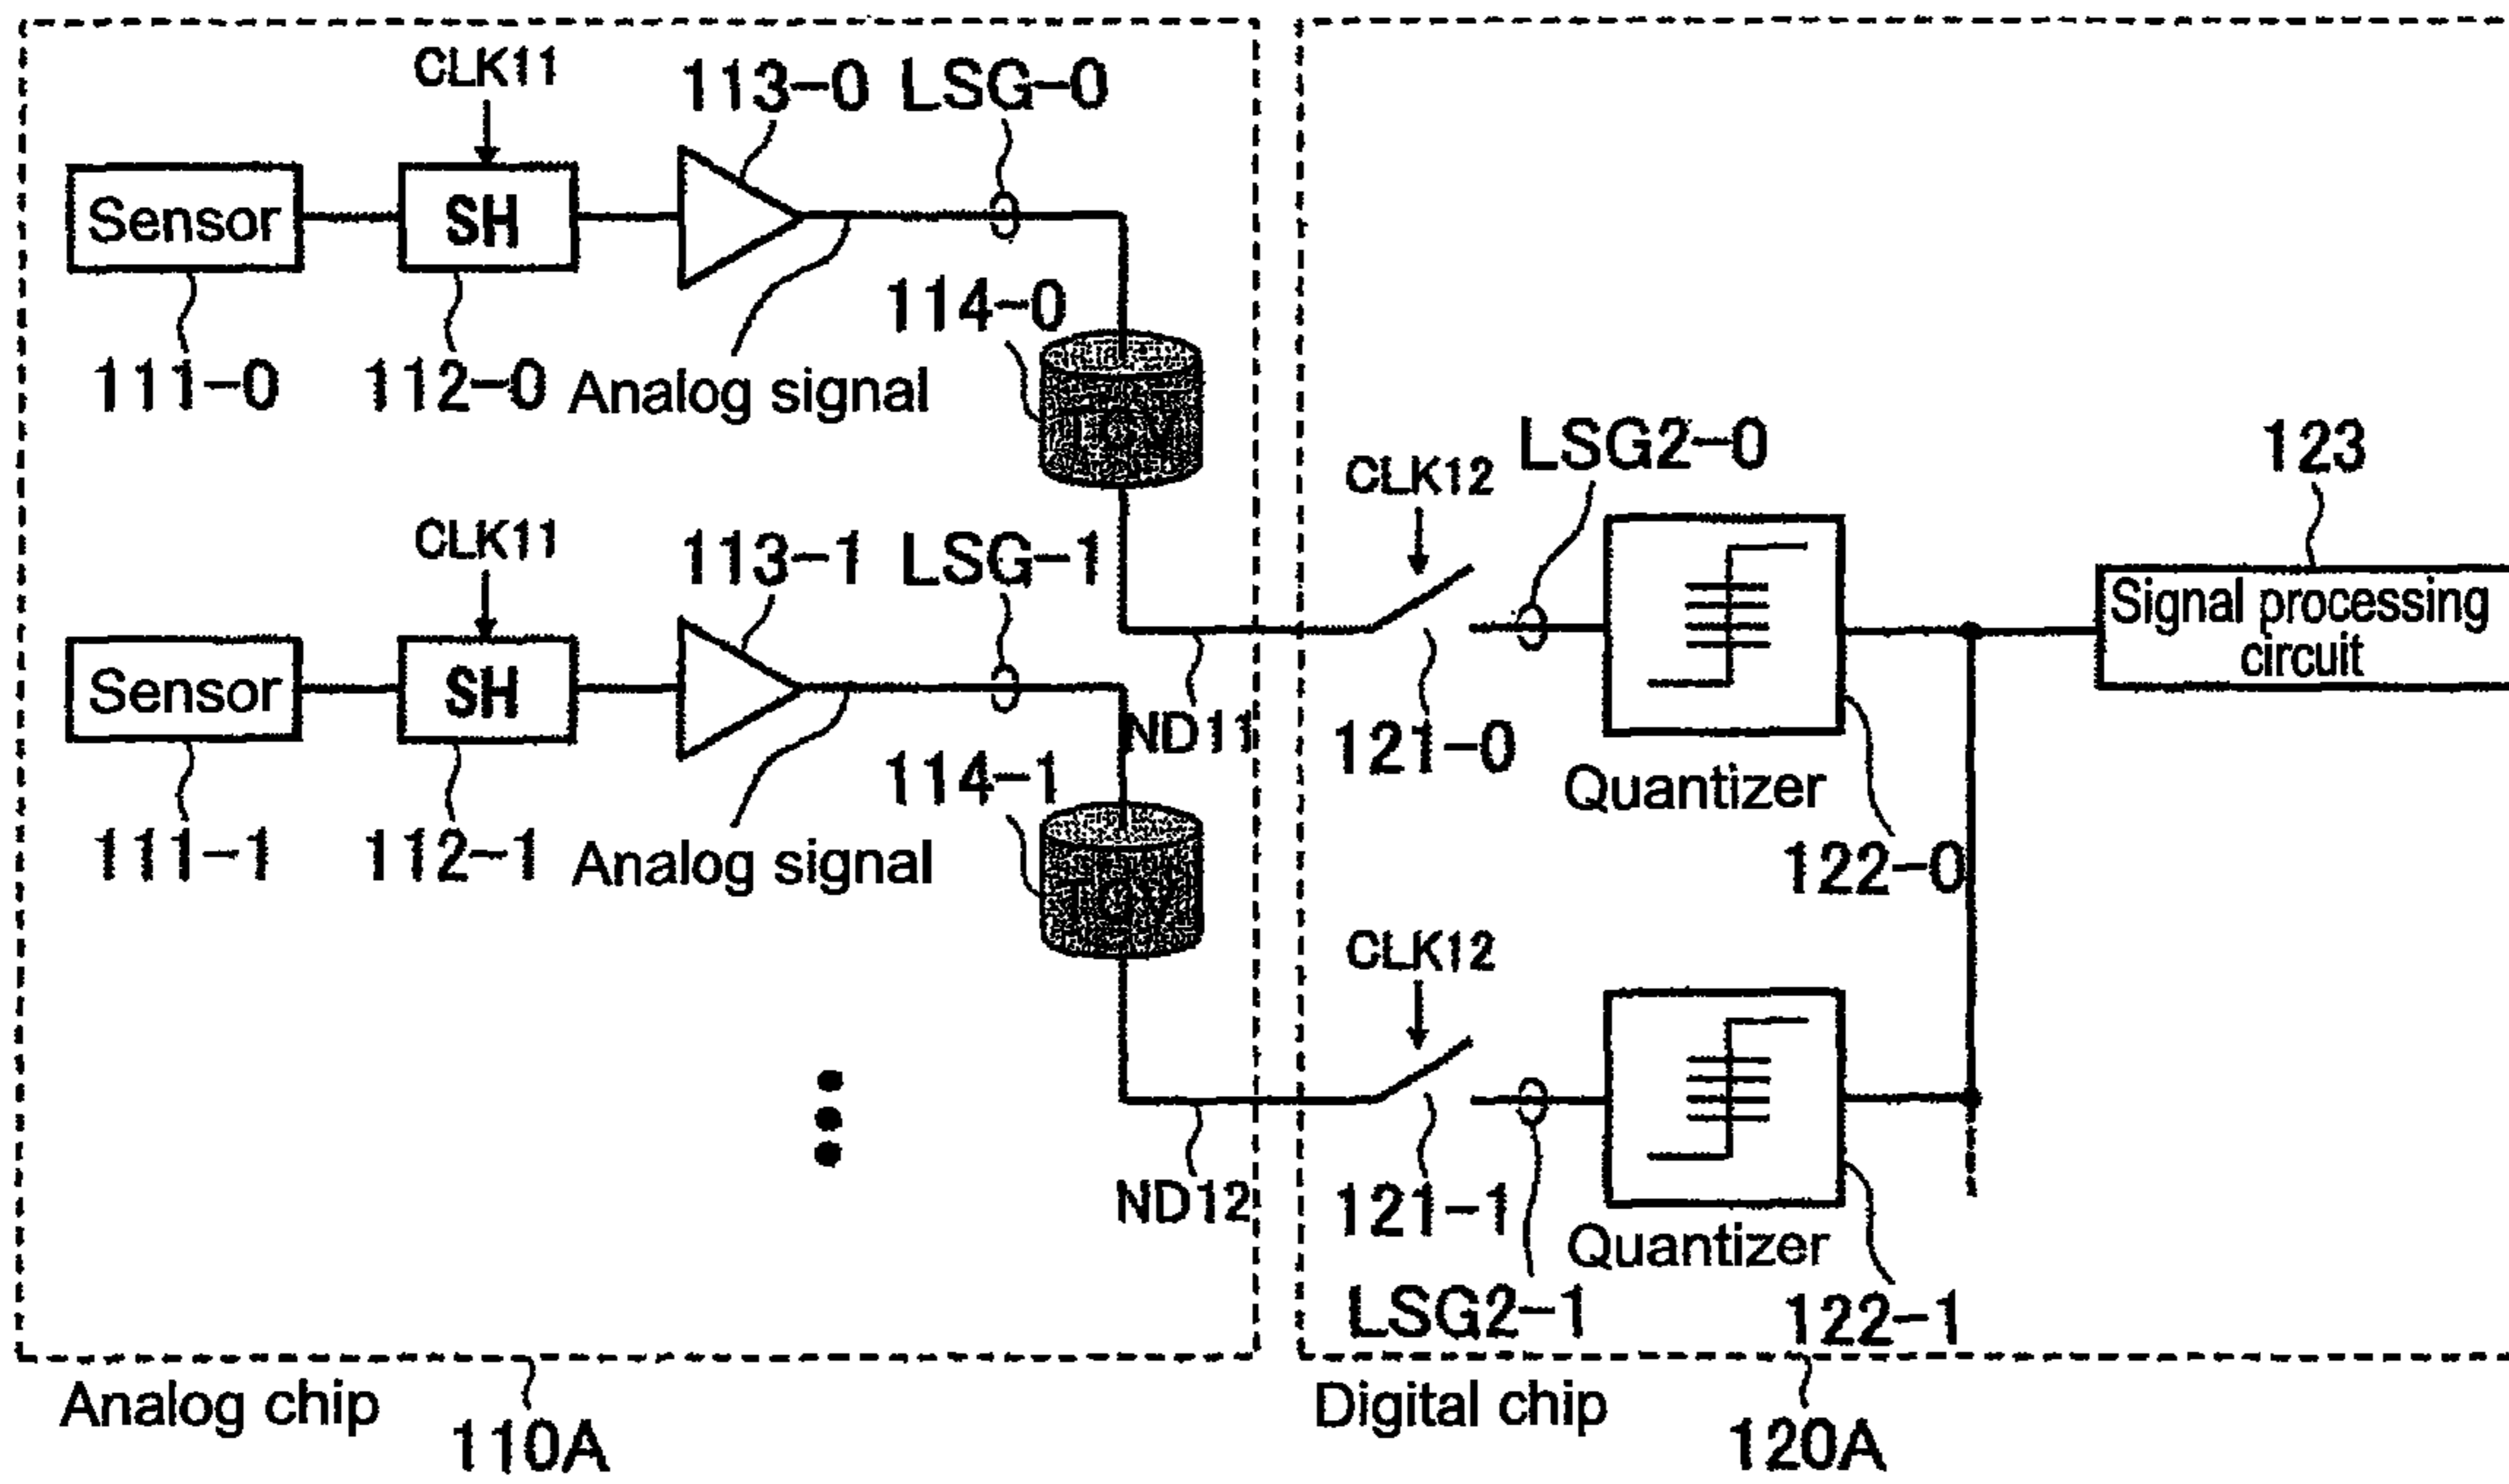 CLK11
113-0
LSG-0
Sensor
SH
111-0
112-0
Analog signal
114-0
TCV
CLK11
113-1
LSG-1
Sensor
SH
ND11
111-1
112-1
Analog signal
114-1
TCV
ND12
CLK12
LSG2-0
123
Signal processing
circuit
121-0
Quantizer
122-0
CLK12
121-1
Quantizer
LSG2-1
122-1
Analog chip
110A
Digital chip
120A